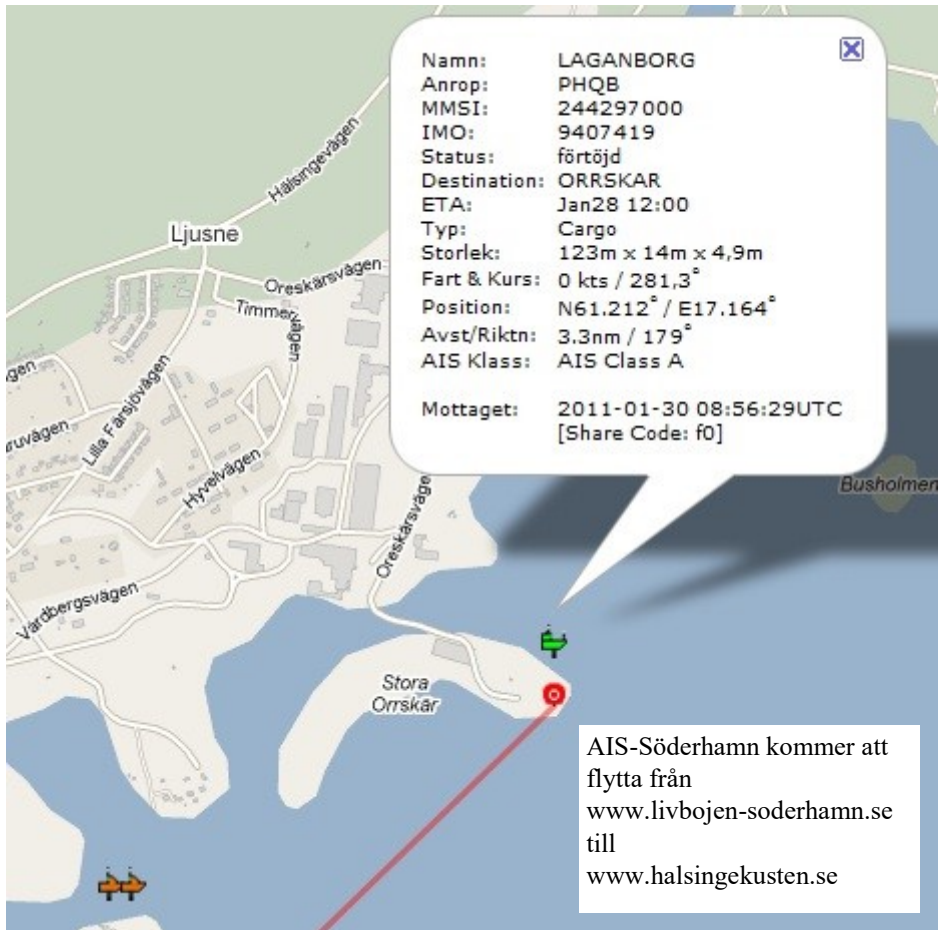 Namn: LAGANBORG
Anrop: PHQB
MMSI: 244297000
IMO: 9407419
Status: förtöjd
Destination: ORRSKAR
ETA: Jan28 12:00
Typ: Cargo
Storlek: 123m x 14m x 4,9m
Fart & Kurs: 0 kts / 281,3°
Position: N61.212° / E17.164°
Avst/Riktn: 3.3nm / 179°
AIS Klass: AIS Class A
Mottaget: 2011-01-30 08:56:29UTC
[Share Code: f0]
Hälsingevägen
Ljusne
Oreskärsvägen
Timmervägen
Lilla Färsjövägen
Hyvelvägen
Oreskärsväge
Vårdbergsvägen
Busholmen
Stora
Orrskär
AIS-Söderhamn kommer att
flytta från
www.livbojen-soderhamn.se
till
www.halsingekusten.se